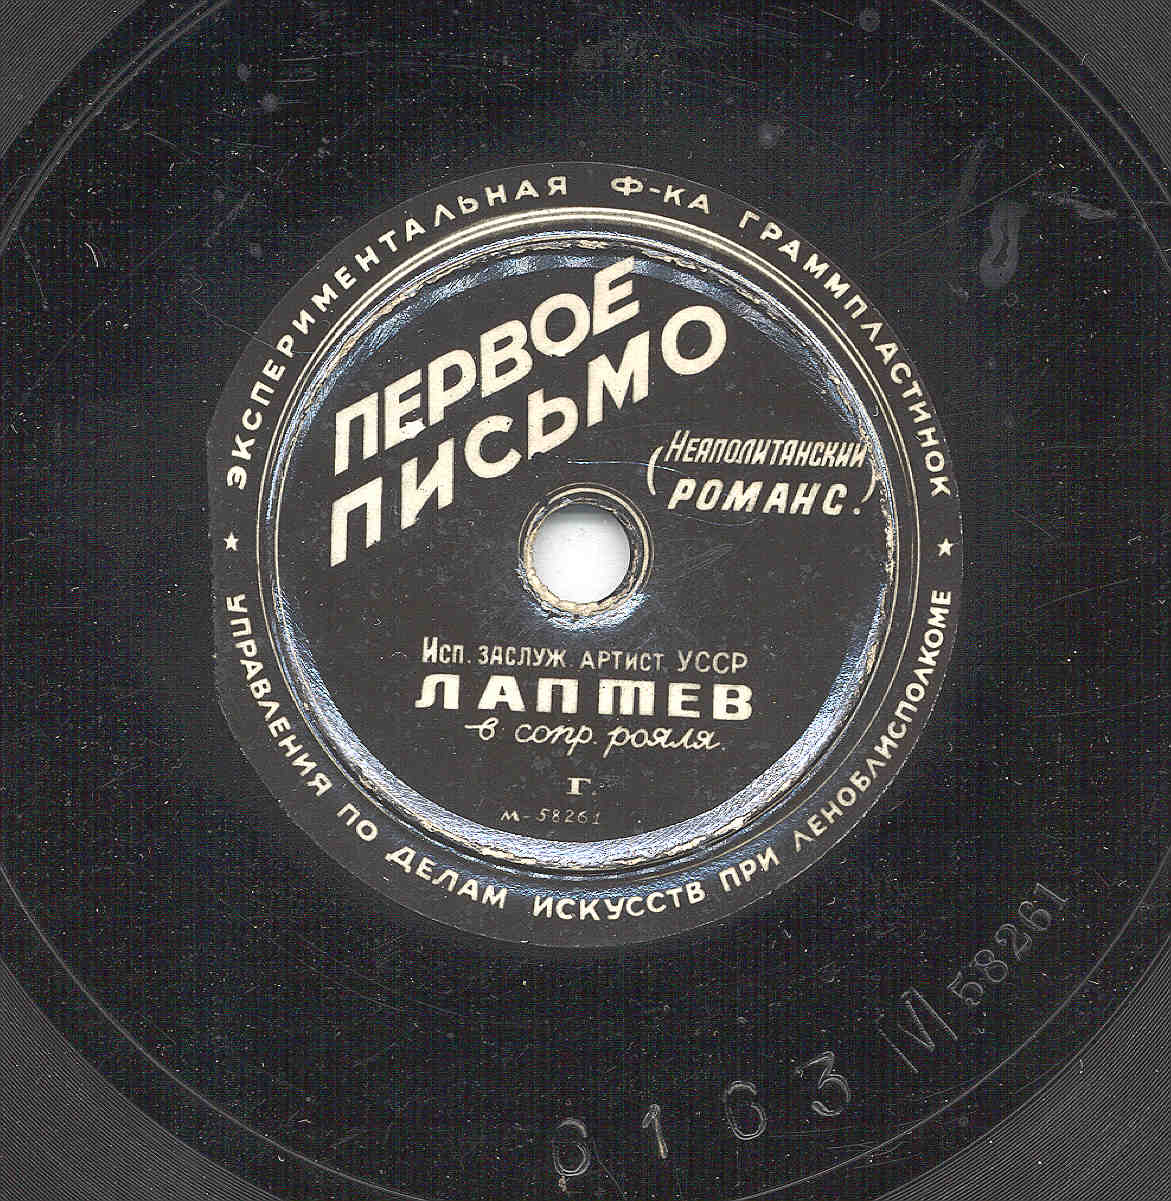 ★ ЭКСПЕРИМЕНТАЛЬНАЯ Ф-КА ГРАММПЛАСТИНОК ★
ПЕРВОЕ
ПИСЬМО
(НЕАПОЛИТАНСКИЙ
РОМАНС.)
Исп. ЗАСЛУЖ. АРТИСТ УССР
ЛАПТЕВ
в сопр. рояля.
Г.
М-58261
УПРАВЛЕНИЯ ПО ДЕЛАМ ИСКУССТВ ПРИ ЛЕНОБЛИСПОЛКОМЕ
6163 И 58261